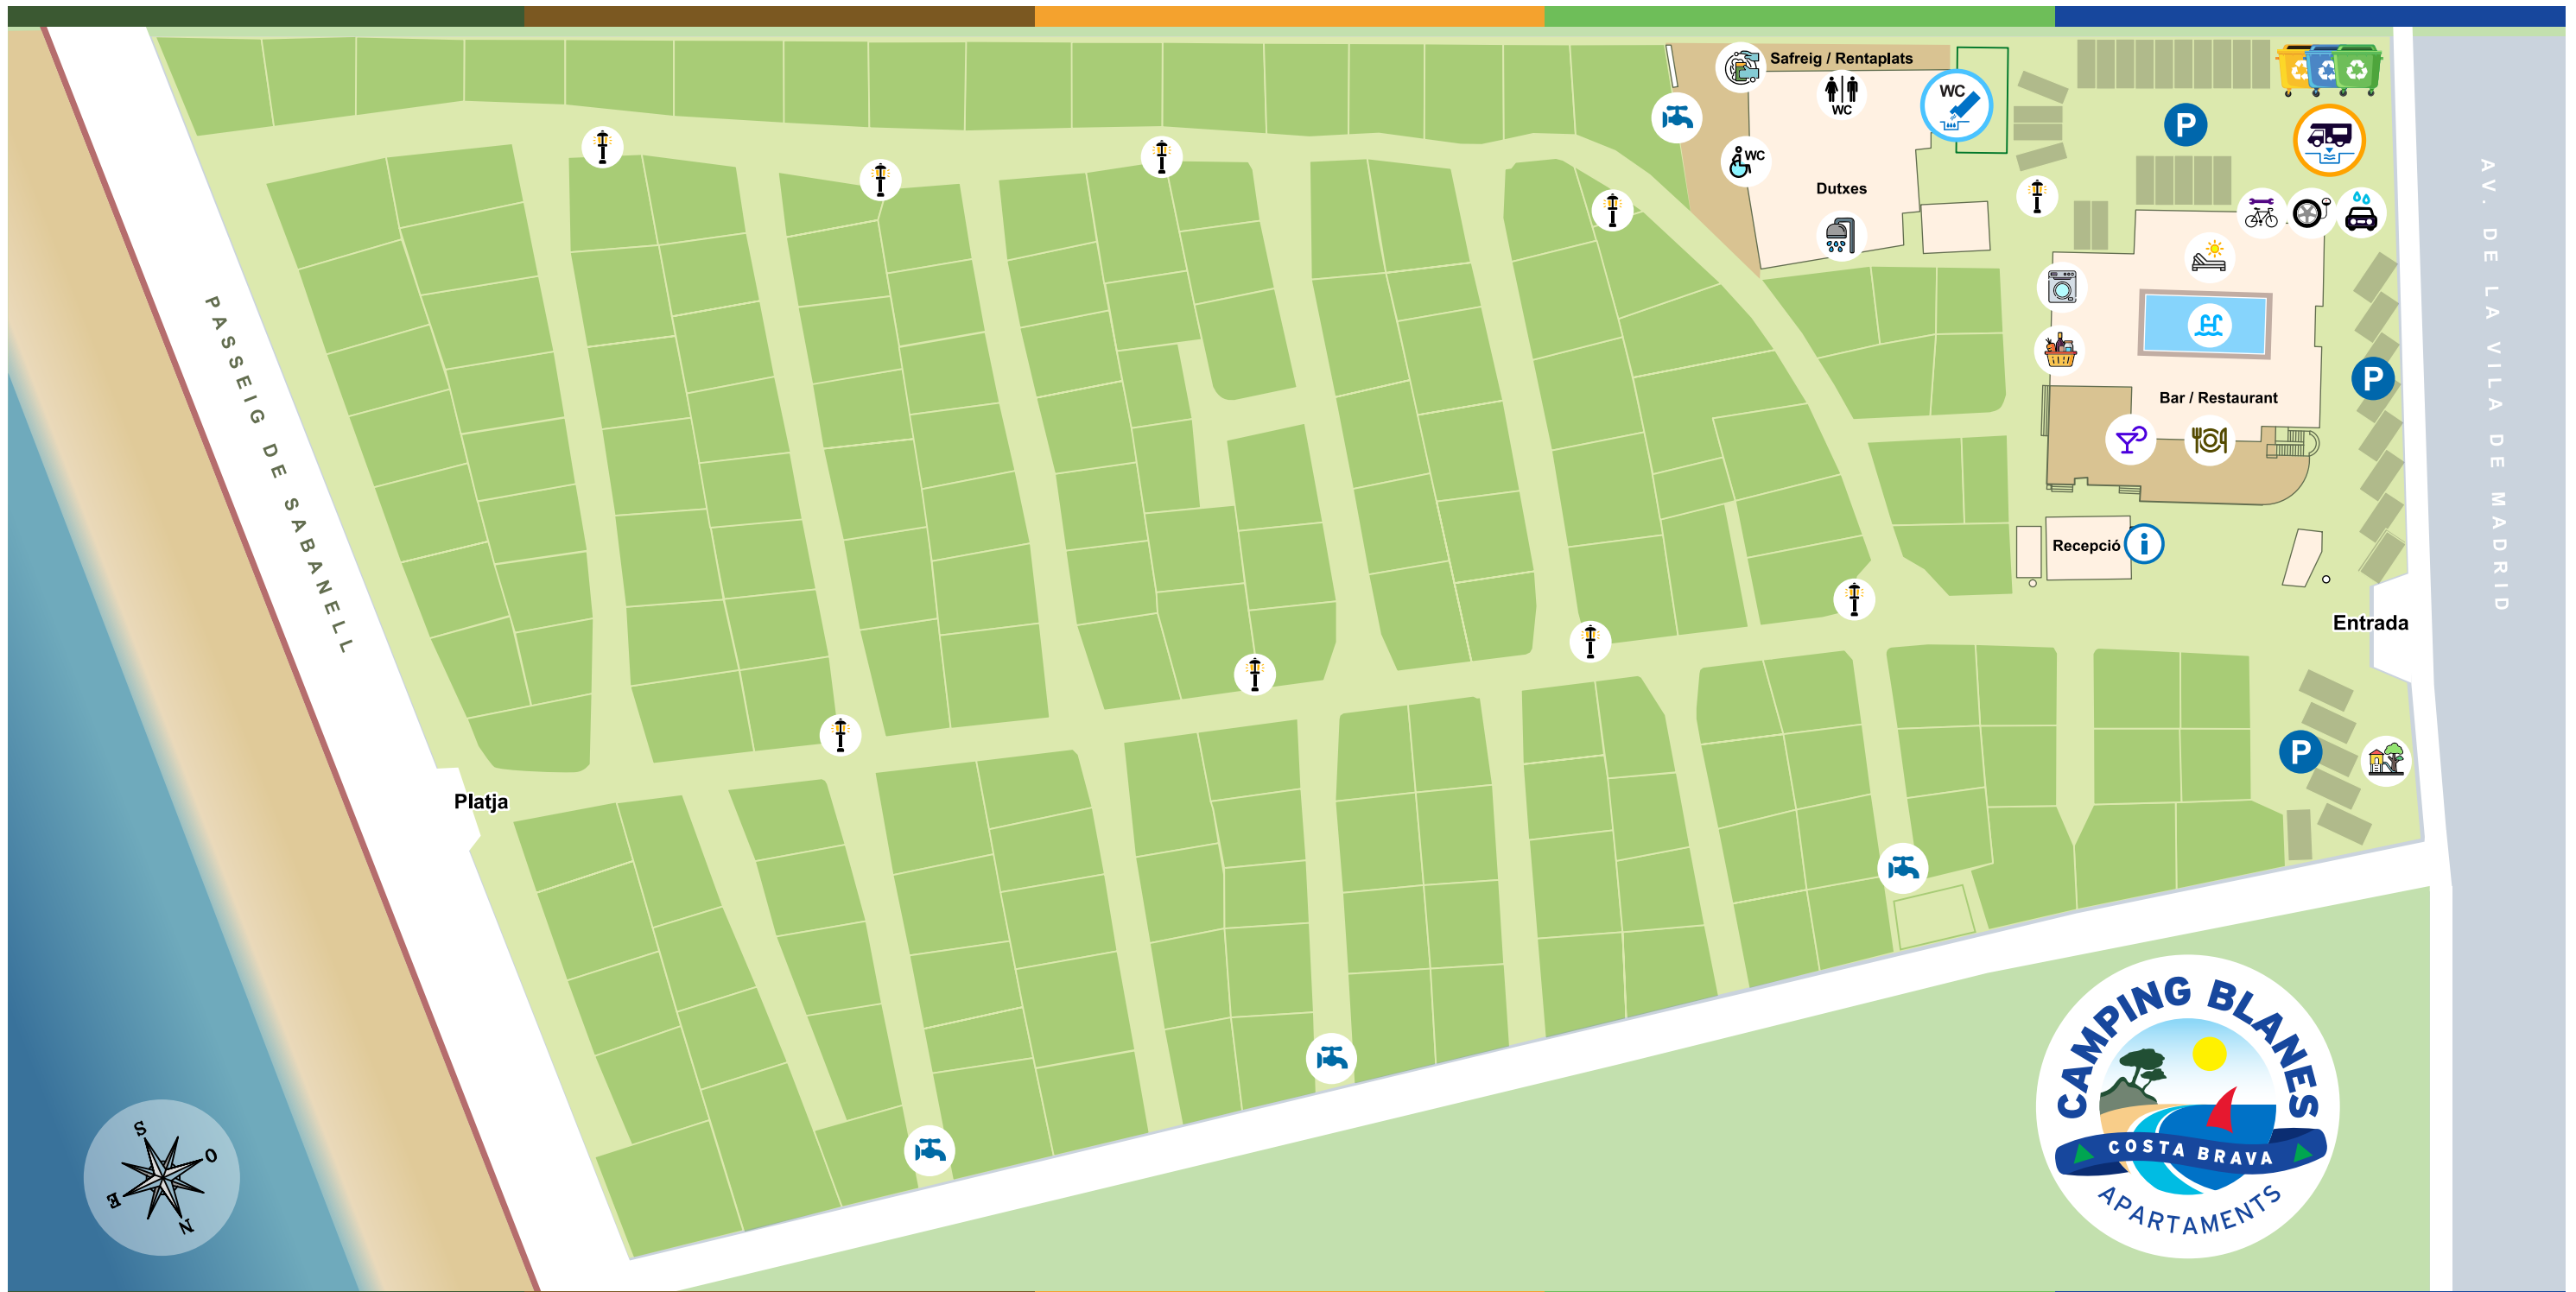 Safreig / Rentaplats
WC
WC
WC
Dutxes
P
P
Bar / Restaurant
Recepció
i
Entrada
P
Platja
PASSEIG DE SABANELL
AV. DE LA VILA DE MADRID
S
O
E
N
CAMPING BLANES
COSTA BRAVA
APARTAMENTS